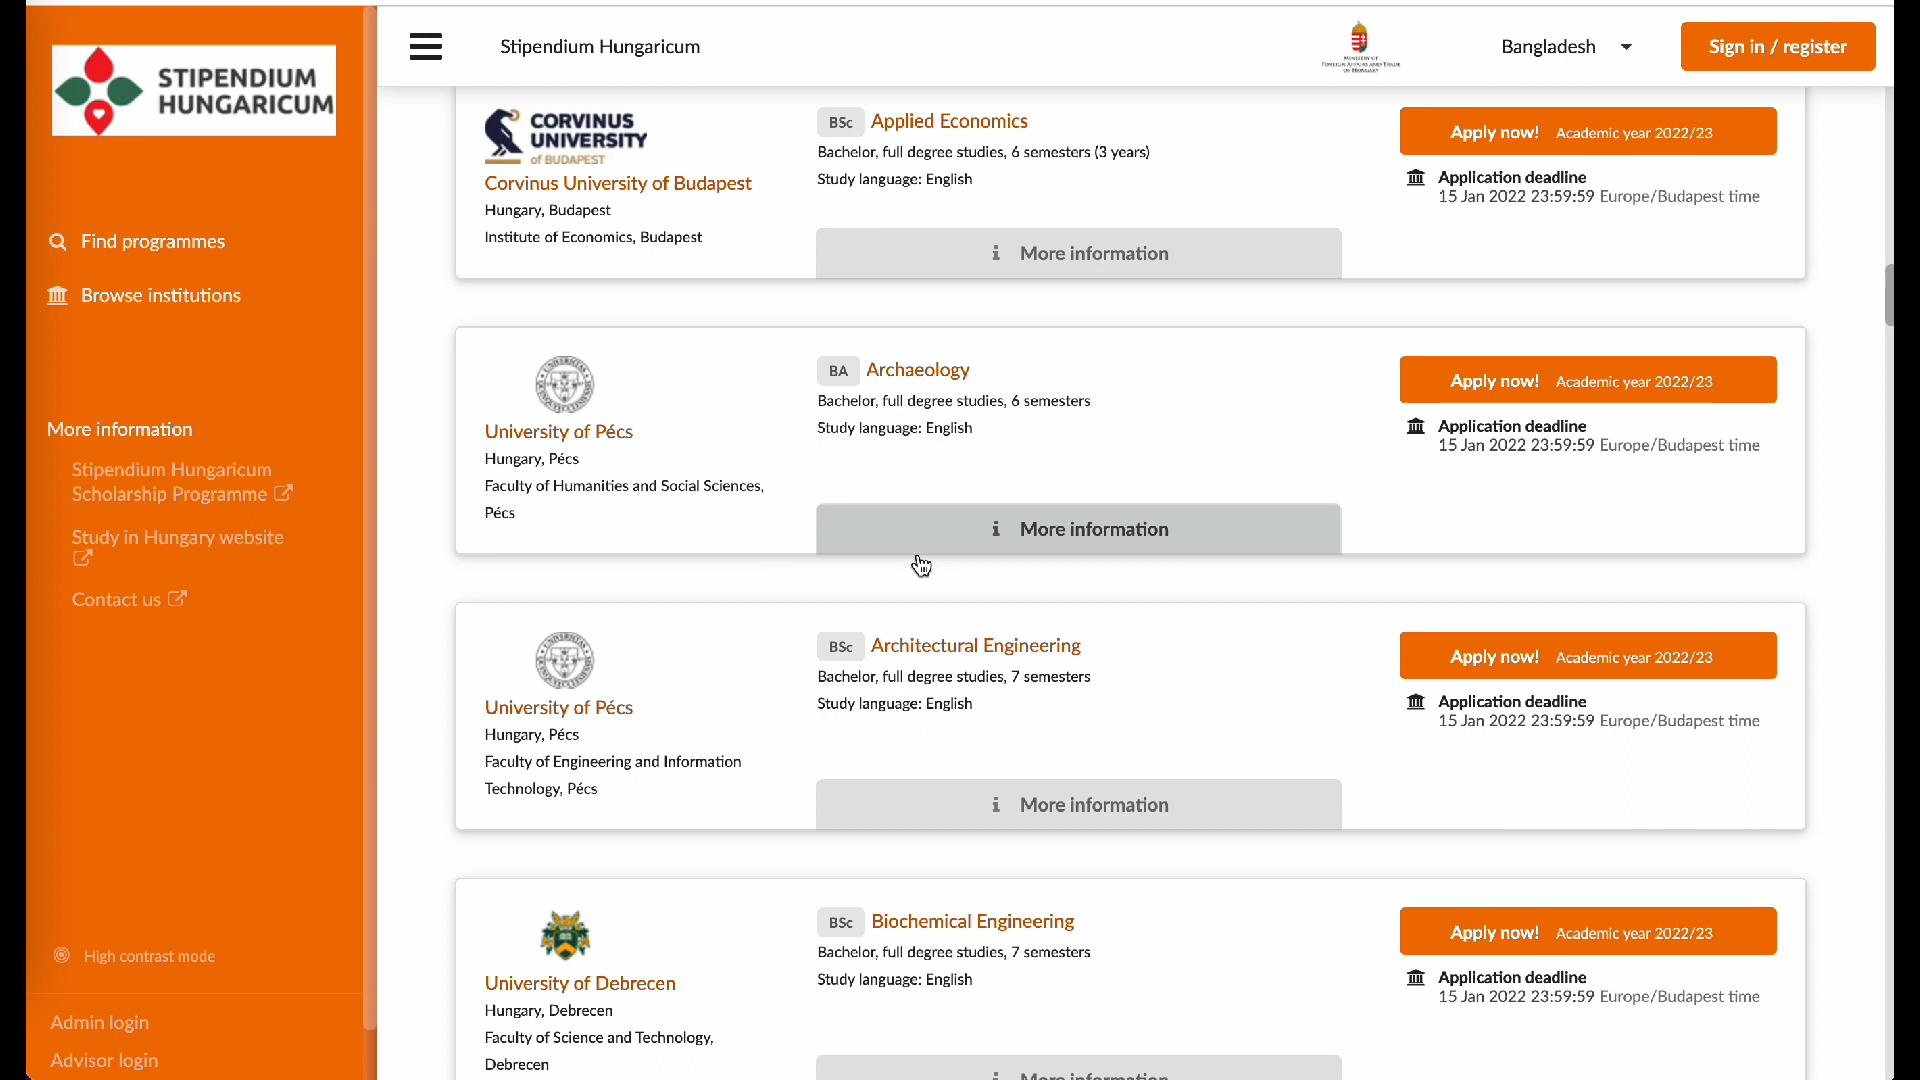 STIPENDIUM
HUNGARICUM
Find programmes
Browse institutions
More information
Stipendium Hungaricum
Scholarship Programme
Study in Hungary website
Contact us
High contrast mode
Admin login
Advisor login
Stipendium Hungaricum
MINISTRY OF
FOREIGN AFFAIRS AND TRADE
OF HUNGARY
Bangladesh
Sign in / register
CORVINUS
UNIVERSITY
of BUDAPEST
Corvinus University of Budapest
Hungary, Budapest
Institute of Economics, Budapest
BSc Applied Economics
Bachelor, full degree studies, 6 semesters (3 years)
Study language: English
More information
Apply now! Academic year 2022/23
Application deadline
15 Jan 2022 23:59:59 Europe/Budapest time
University of Pécs
Hungary, Pécs
Faculty of Humanities and Social Sciences,
Pécs
BA Archaeology
Bachelor, full degree studies, 6 semesters
Study language: English
More information
Apply now! Academic year 2022/23
Application deadline
15 Jan 2022 23:59:59 Europe/Budapest time
University of Pécs
Hungary, Pécs
Faculty of Engineering and Information
Technology, Pécs
BSc Architectural Engineering
Bachelor, full degree studies, 7 semesters
Study language: English
More information
Apply now! Academic year 2022/23
Application deadline
15 Jan 2022 23:59:59 Europe/Budapest time
University of Debrecen
Hungary, Debrecen
Faculty of Science and Technology,
Debrecen
BSc Biochemical Engineering
Bachelor, full degree studies, 7 semesters
Study language: English
More information
Apply now! Academic year 2022/23
Application deadline
15 Jan 2022 23:59:59 Europe/Budapest time